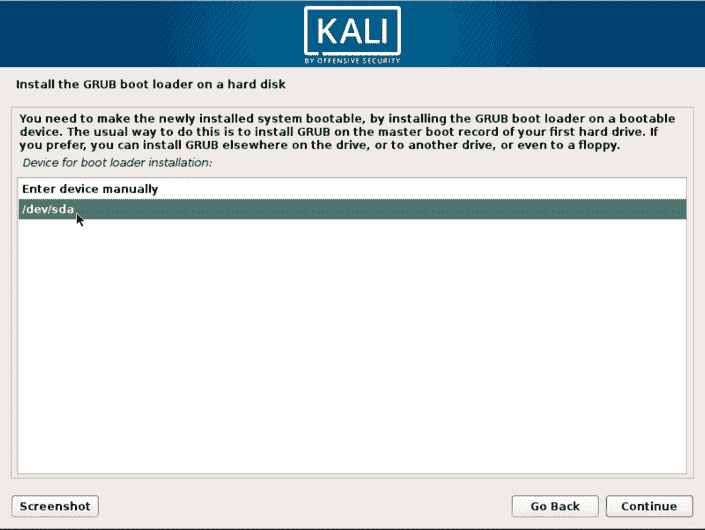 KALI
BY OFFENSIVE SECURITY
Install the GRUB boot loader on a hard disk
You need to make the newly installed system bootable, by installing the GRUB boot loader on a bootable
device. The usual way to do this is to install GRUB on the master boot record of your first hard drive. If
you prefer, you can install GRUB elsewhere on the drive, or to another drive, or even to a floppy.
Device for boot loader installation:
Enter device manually
/dev/sda
Screenshot
Go Back
Continue